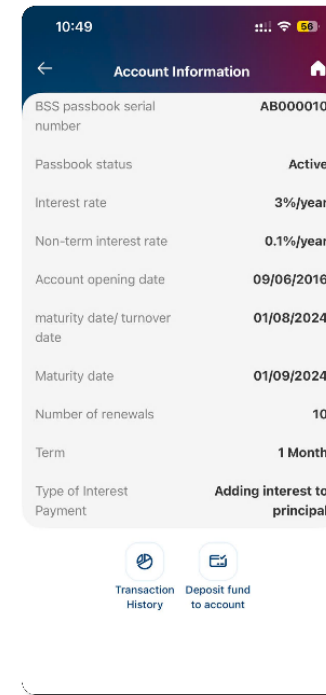 10:49
56
Account Information
BSS passbook serial AB000010
number
Passbook status Active
Interest rate 3%/year
Non-term interest rate 0.1%/year
Account opening date 09/06/2016
maturity date/ turnover 01/08/2024
date
Maturity date 01/09/2024
Number of renewals 10
Term 1 Month
Type of Interest Adding interest to
Payment principal
Transaction Deposit fund
History to account